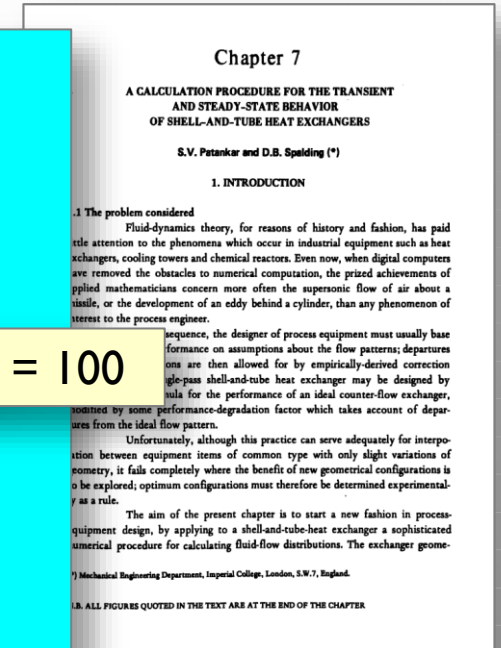 Chapter 7
A CALCULATION PROCEDURE FOR THE TRANSIENT
AND STEADY-STATE BEHAVIOR
OF SHELL-AND-TUBE HEAT EXCHANGERS
S.V. Patankar and D.B. Spalding (*)
1. INTRODUCTION
.1 The problem considered
Fluid-dynamics theory, for reasons of history and fashion, has paid
ttle attention to the phenomena which occur in industrial equipment such as heat
xchangers, cooling towers and chemical reactors. Even now, when digital computers
ave removed the obstacles to numerical computation, the prized achievements of
pplied mathematicians concern more often the supersonic flow of air about a
issile, or the development of an eddy behind a cylinder, than any phenomenon of
nterest to the process engineer.
sequence, the designer of process equipment must usually base
formance on assumptions about the flow patterns; departures
ons are then allowed for by empirically-derived correction
gle-pass shell-and-tube heat exchanger may be designed by
ula for the performance of an ideal counter-flow exchanger,
= 100
odified by some performance-degradation factor which takes account of depar-
ures from the ideal flow pattern.
Unfortunately, although this practice can serve adequately for interpo-
ation between equipment items of common type with only slight variations of
eometry, it fails completely where the benefit of new geometrical configurations is
o be explored; optimum configurations must therefore be determined experimental-
y as a rule.
The aim of the present chapter is to start a new fashion in process-
quipment design, by applying to a shell-and-tube-heat exchanger a sophisticated
umerical procedure for calculating fluid-flow distributions. The exchanger geome-
*) Mechanical Engineering Department, Imperial College, London, S.W.7, England.
.B. ALL FIGURES QUOTED IN THE TEXT ARE AT THE END OF THE CHAPTER